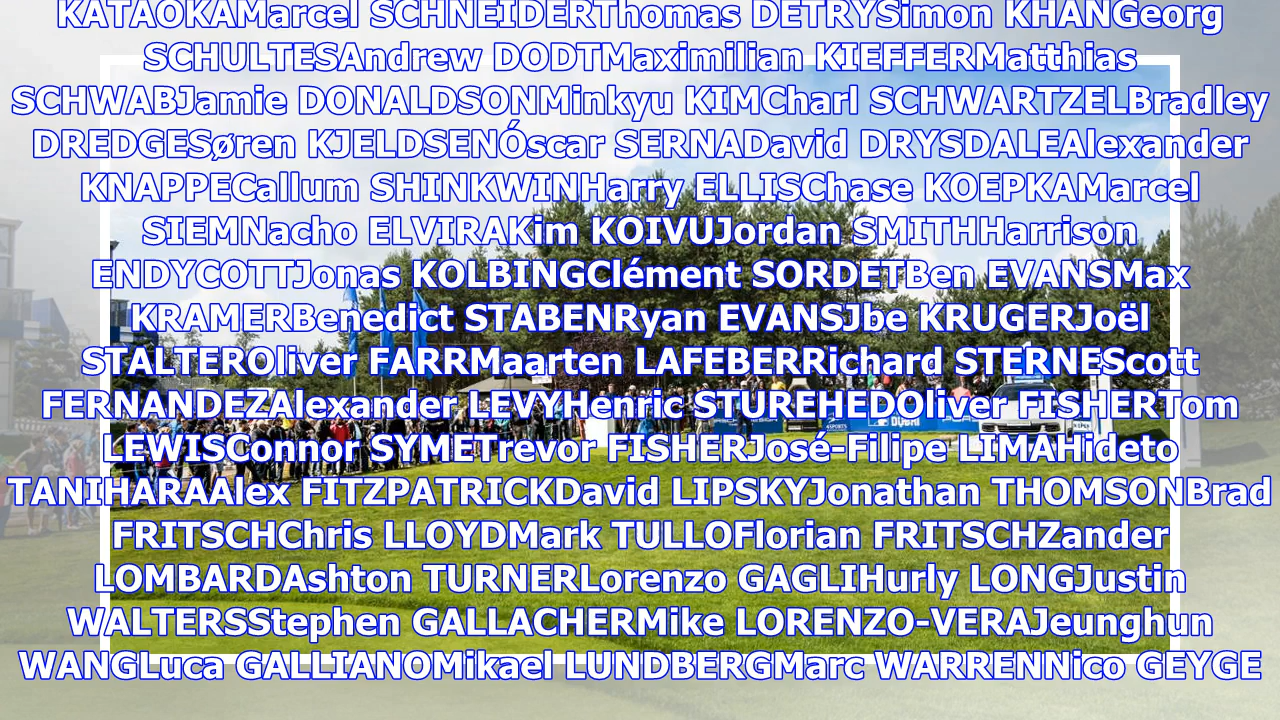 KATAOKAMarcel SCHNEIDERThomas DETRYSimon KHANGeorg
SCHULTESAndrew DODTMaximilian KIEFFERMatthias
SCHWABJamie DONALDSONMinkyu KIMCharl SCHWARTZELBradley
DREDGESøren KJELDSENÓscar SERNADavid DRYSDALEAlexander
KNAPPECallum SHINKWINHarry ELLISChase KOEPKAMarcel
SIEMNacho ELVIRAKim KOIVUJordan SMITHHarrison
ENDYCOTTJonas KOLBINGClément SORDETBen EVANSMax
KRAMERBenedict STABENRyan EVANSJbe KRUGERJoël
STALTEROliver FARRMaarten LAFEBERRichard STERNEScott
FERNANDEZAlexander LEVYHenric STUREHEDOliver FISHERTom
LEWISConnor SYMETrevor FISHERJosé-Filipe LIMAHideto
TANIHARAAlex FITZPATRICKDavid LIPSKYJonathan THOMSONBrad
FRITSCHChris LLOYDMark TULLOFlorian FRITSCHZander
LOMBARDAshton TURNERLorenzo GAGLIHurly LONGJustin
WALTERSStephen GALLACHERMike LORENZO-VERAJeunghun
WANGLuca GALLIANOMikael LUNDBERGMarc WARRENNico GEYGE